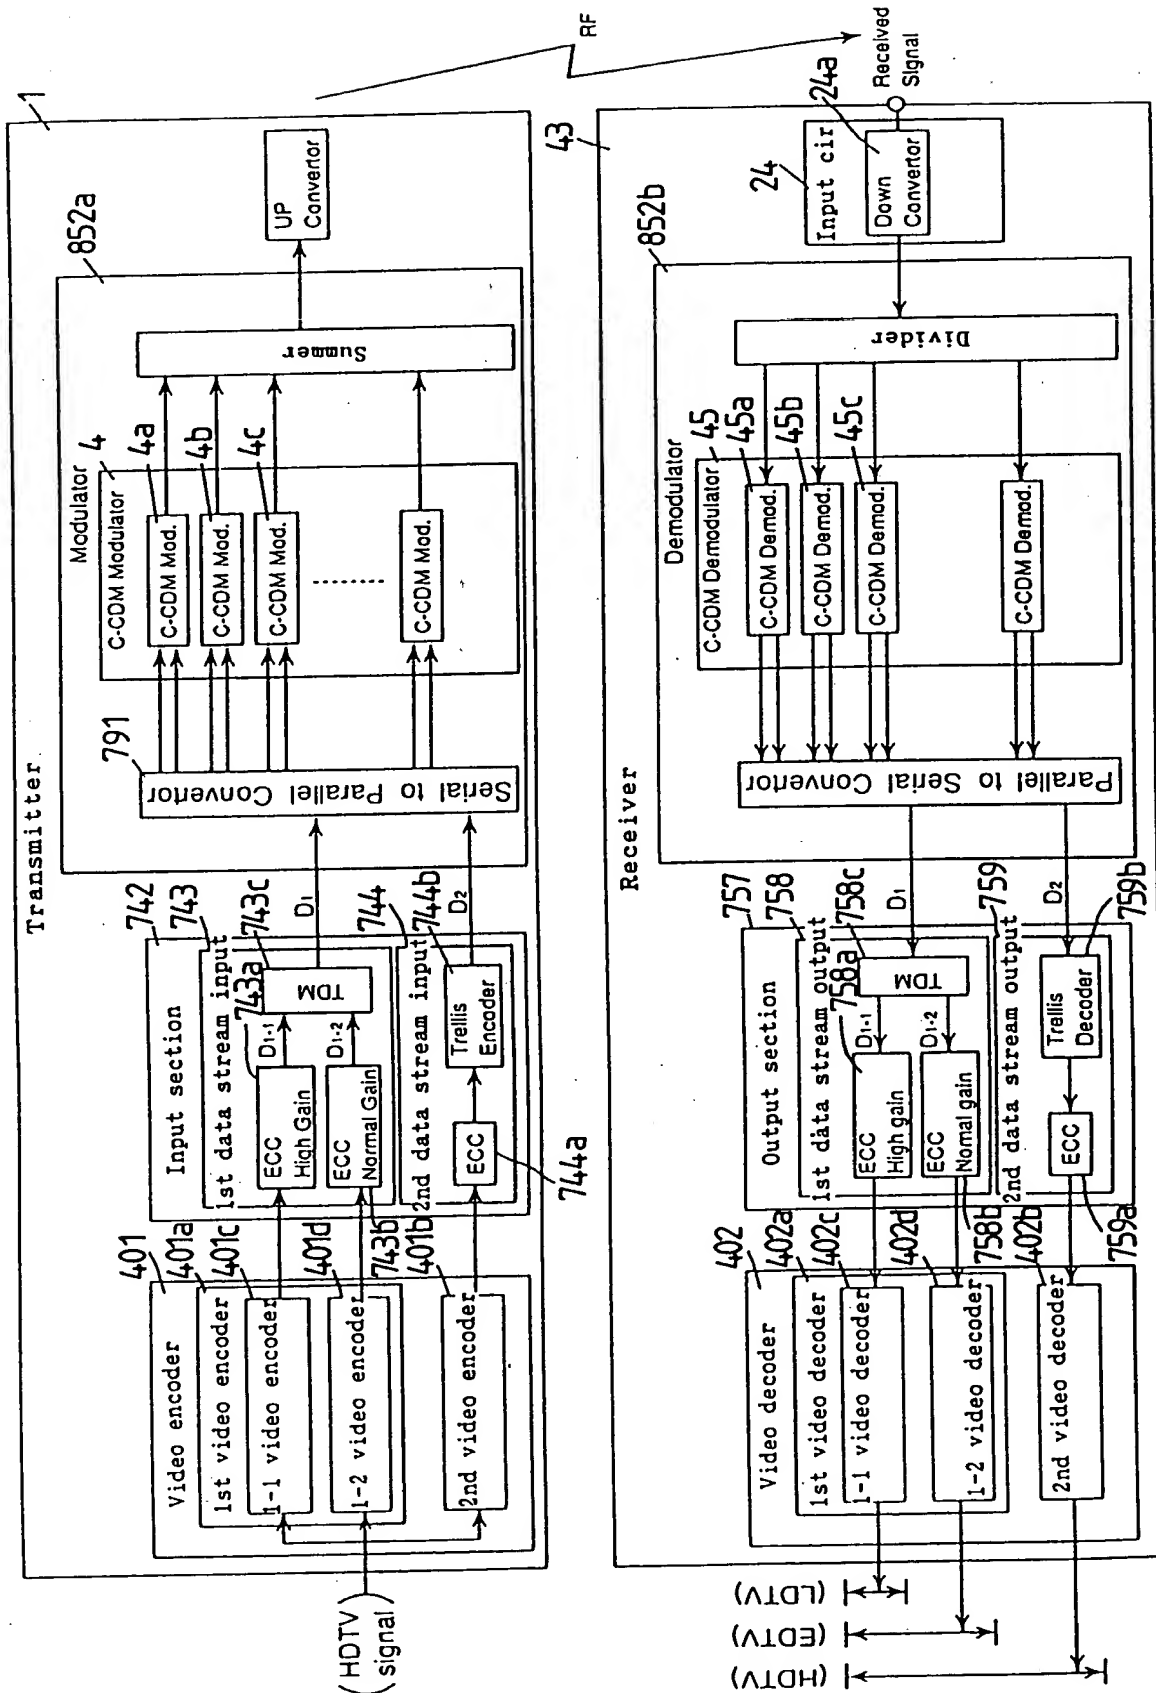 Transmitter
1
(HDTV signal)
Video encoder
401
1st video encoder
401a
1-1 video encoder
401c
1-2 video encoder
401d
2nd video encoder
401b
Input section
742
1st data stream input
743
ECC
High Gain
743a
ECC
Normal Gain
743b
D1-1
D1-2
TDM
743c
2nd data stream input
744
ECC
744a
Trellis
Encoder
744b
D1
D2
Modulator
852a
Serial to Parallel Convertor
791
C-CDM Modulator
4
C-CDM Mod.
4a
C-CDM Mod.
4b
C-CDM Mod.
4c
C-CDM Mod.
Summer
UP
Convertor
RF
Receiver
43
Received
Signal
Input cir
24
Down
Convertor
24a
Demodulator
852b
Divider
C-CDM Demodulator
45
C-CDM Demod.
45a
C-CDM Demod.
45b
C-CDM Demod.
45c
C-CDM Demod.
Parallel to Serial Convertor
D1
D2
Output section
757
1st data stream output
758
TDM
758c
D1-1
D1-2
ECC
High gain
758a
ECC
Normal gain
758b
2nd data stream output
759
Trellis
Decoder
759b
ECC
759a
Video decoder
402
1st video decoder
402a
1-1 video decoder
402c
1-2 video decoder
402d
2nd video decoder
402b
(LDTV)
(EDTV)
(HDTV)